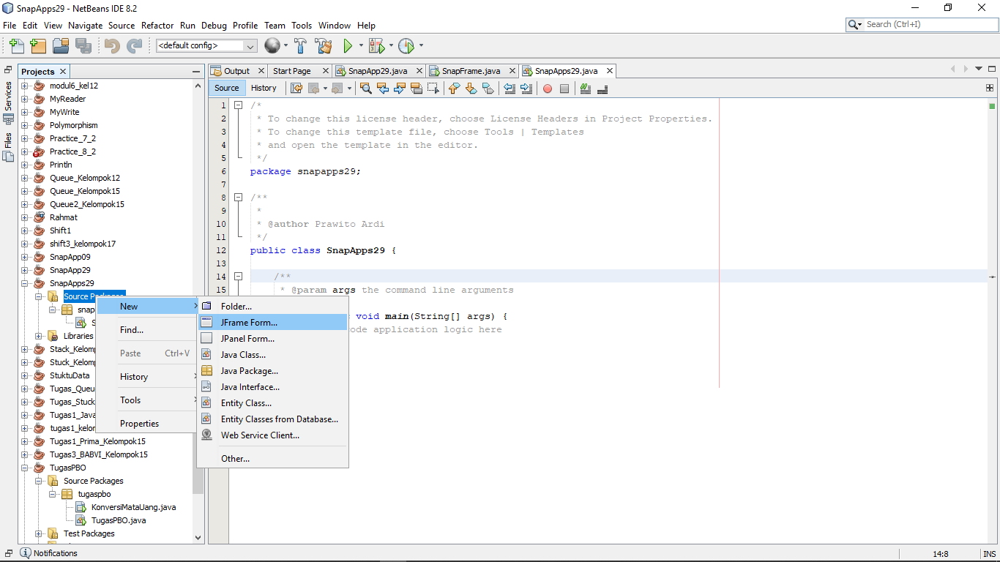 SnapApps29 - NetBeans IDE 8.2
File Edit View Navigate Source Refactor Run Debug Profile Team Tools Window Help
Search (Ctrl+I)
<default config>
Services
Files
Projects
modul6_kel12
MyReader
MyWrite
Polymorphism
Practice_7_2
Practice_8_2
Println
Queue_Kelompok12
Queue_Kelompok15
Queue2_Kelompok15
Rahmat
Shift1
shift3_kelompok17
SnapApp09
SnapApp29
SnapApps29
Source Packages
snap
S
Libraries
Stack_Kelomp
Stuck_Kelomp
StuktuData
Tugas_Queu
Tugas_Stuck
Tugas1_Java
tugas1_kelom
Tugas1_Prima_Kelompok15
Tugas3_BABVI_Kelompok15
TugasPBO
Source Packages
tugaspbo
KonversiMataUang.java
TugasPBO.java
Test Packages
Output Start Page SnapApp29.java SnapFrame.java SnapApps29.java
Source History
1 /*
2 * To change this license header, choose License Headers in Project Properties.
3 * To change this template file, choose Tools | Templates
4 * and open the template in the editor.
5 */
6 package snapapps29;
7
8 /**
9 *
10 * @author Prawito Ardi
11 */
12 public class SnapApps29 {
13
14 /**
15 * @param args the command line arguments
void main(String[] args) {
ode application logic here
New
Find...
Paste Ctrl+V
History
Tools
Properties
Folder...
JFrame Form...
JPanel Form...
Java Class...
Java Package...
Java Interface...
Entity Class...
Entity Classes from Database...
Web Service Client...
Other...
Notifications
14:8 INS